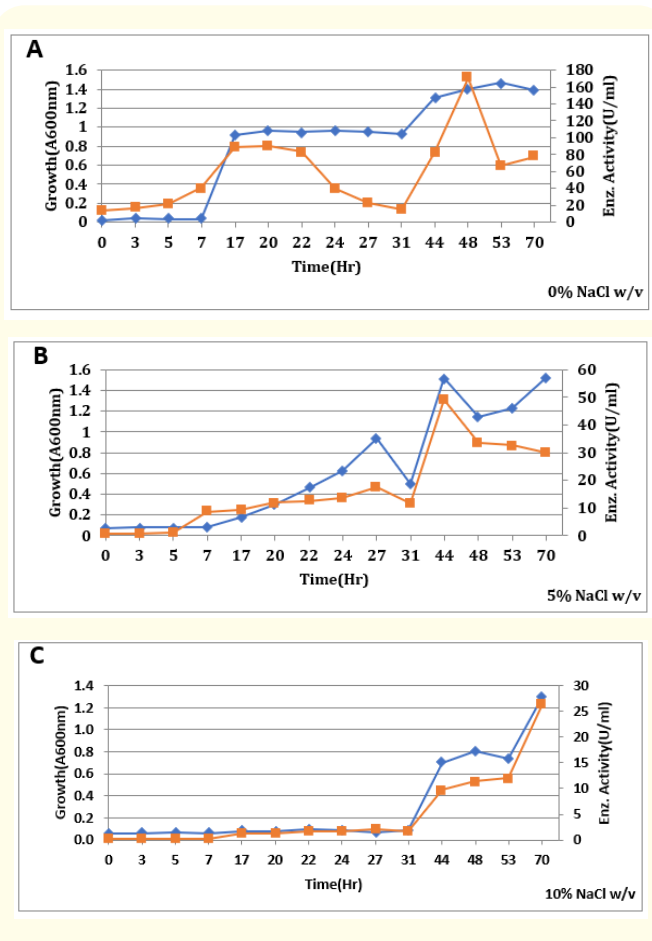 A
Growth(A600nm)
1.6
1.4
1.2
1
0.8
0.6
0.4
0.2
0
180
160
140
120
100
80
60
40
20
0
Enz. Activity(U/ml)
0 3 5 7 17 20 22 24 27 31 44 48 53 70
Time(Hr)
0% NaCl w/v
B
Growth(A600nm)
1.6
1.4
1.2
1
0.8
0.6
0.4
0.2
0
60
50
40
30
20
10
0
Enz. Activity(U/ml)
0 3 5 7 17 20 22 24 27 31 44 48 53 70
Time(Hr)
5% NaCl w/v
C
Growth(A600nm)
1.4
1.2
1.0
0.8
0.6
0.4
0.2
0.0
30
25
20
15
10
5
0
Enz. Activity(U/ml)
0 3 5 7 17 20 22 24 27 31 44 48 53 70
Time(Hr)
10% NaCl w/v